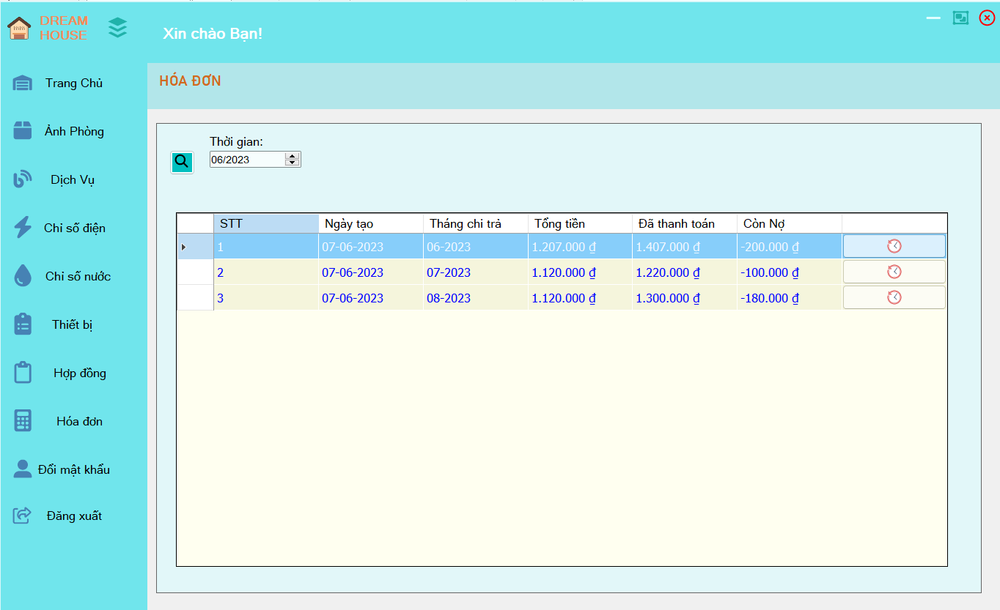 DREAM
HOUSE
Xin chào Bạn!
Trang Chủ
Ảnh Phòng
Dịch Vụ
Chỉ số điện
Chỉ số nước
Thiết bị
Hợp đồng
Hóa đơn
Đổi mật khẩu
Đăng xuất
HÓA ĐƠN
Thời gian:
06/2023
STT Ngày tạo Tháng chi trả Tổng tiền Đã thanh toán Còn Nợ
1 07-06-2023 06-2023 1.207.000 ₫ 1.407.000 ₫ -200.000 ₫
2 07-06-2023 07-2023 1.120.000 ₫ 1.220.000 ₫ -100.000 ₫
3 07-06-2023 08-2023 1.120.000 ₫ 1.300.000 ₫ -180.000 ₫